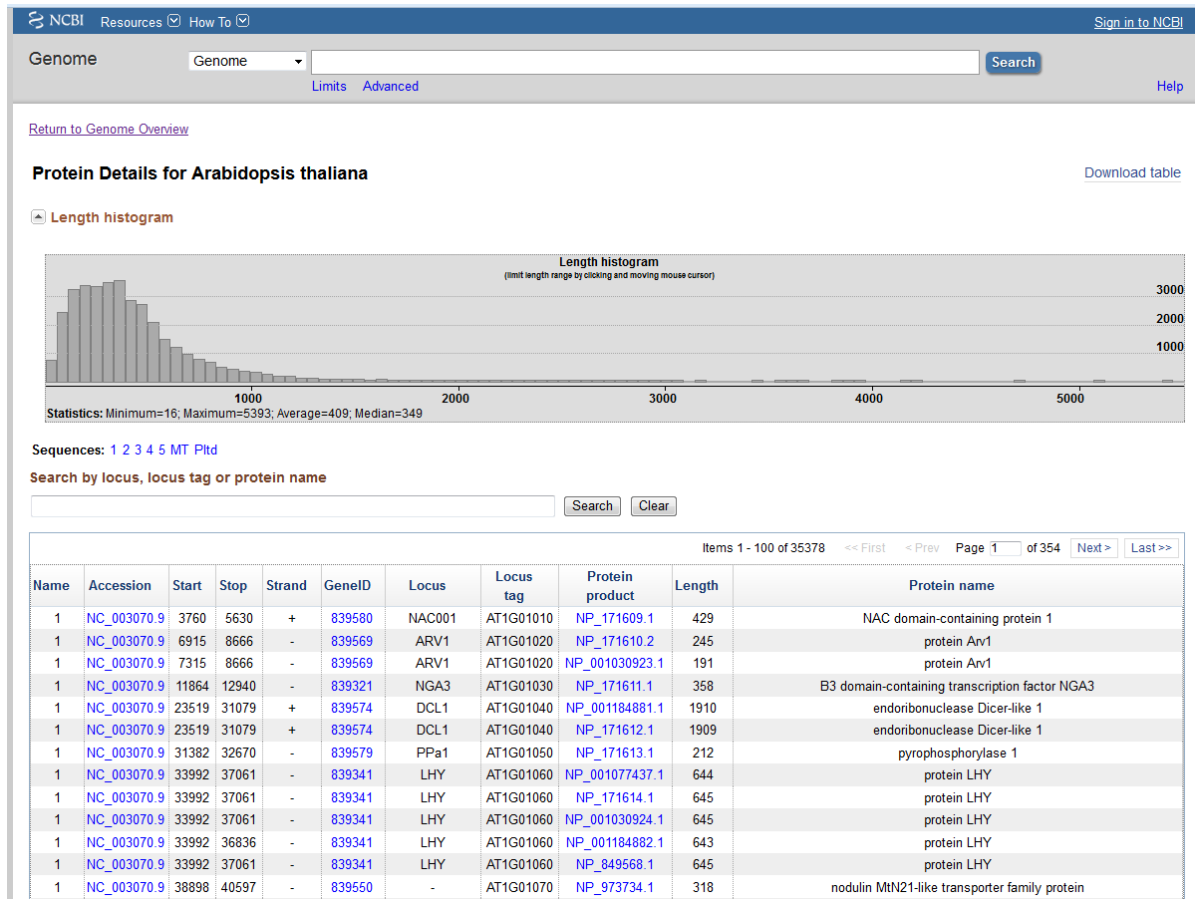 NCBI Resources How To Sign in to NCBI
Genome Genome Search
Limits Advanced Help
Return to Genome Overview
Protein Details for Arabidopsis thaliana Download table
Length histogram
Length histogram
(limit length range by clicking and moving mouse cursor)
3000
2000
1000
1000 2000 3000 4000 5000
Statistics: Minimum=16; Maximum=5393; Average=409; Median=349
Sequences: 1 2 3 4 5 MT Pltd
Search by locus, locus tag or protein name
Search Clear
Items 1 - 100 of 35378 << First < Prev Page 1 of 354 Next > Last >>
Name Accession Start Stop Strand GeneID Locus Locus tag Protein product Length Protein name
1 NC_003070.9 3760 5630 + 839580 NAC001 AT1G01010 NP_171609.1 429 NAC domain-containing protein 1
1 NC_003070.9 6915 8666 - 839569 ARV1 AT1G01020 NP_171610.2 245 protein Arv1
1 NC_003070.9 7315 8666 - 839569 ARV1 AT1G01020 NP_001030923.1 191 protein Arv1
1 NC_003070.9 11864 12940 - 839321 NGA3 AT1G01030 NP_171611.1 358 B3 domain-containing transcription factor NGA3
1 NC_003070.9 23519 31079 + 839574 DCL1 AT1G01040 NP_001184881.1 1910 endoribonuclease Dicer-like 1
1 NC_003070.9 23519 31079 + 839574 DCL1 AT1G01040 NP_171612.1 1909 endoribonuclease Dicer-like 1
1 NC_003070.9 31382 32670 - 839579 PPa1 AT1G01050 NP_171613.1 212 pyrophosphorylase 1
1 NC_003070.9 33992 37061 - 839341 LHY AT1G01060 NP_001077437.1 644 protein LHY
1 NC_003070.9 33992 37061 - 839341 LHY AT1G01060 NP_171614.1 645 protein LHY
1 NC_003070.9 33992 37061 - 839341 LHY AT1G01060 NP_001030924.1 645 protein LHY
1 NC_003070.9 33992 36836 - 839341 LHY AT1G01060 NP_001184882.1 643 protein LHY
1 NC_003070.9 33992 37061 - 839341 LHY AT1G01060 NP_849568.1 645 protein LHY
1 NC_003070.9 38898 40597 - 839550 - AT1G01070 NP_973734.1 318 nodulin MtN21-like transporter family protein